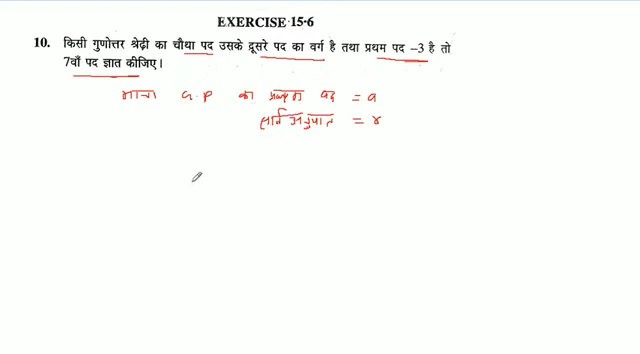 EXERCISE 15·6
10. किसी गुणोत्तर श्रेढ़ी का चौथा पद उसके दूसरे पद का वर्ग है तथा प्रथम पद –3 है तो
7वाँ पद ज्ञात कीजिए।
माना G.P का प्रथम पद = a
सार्व अनुपात = r